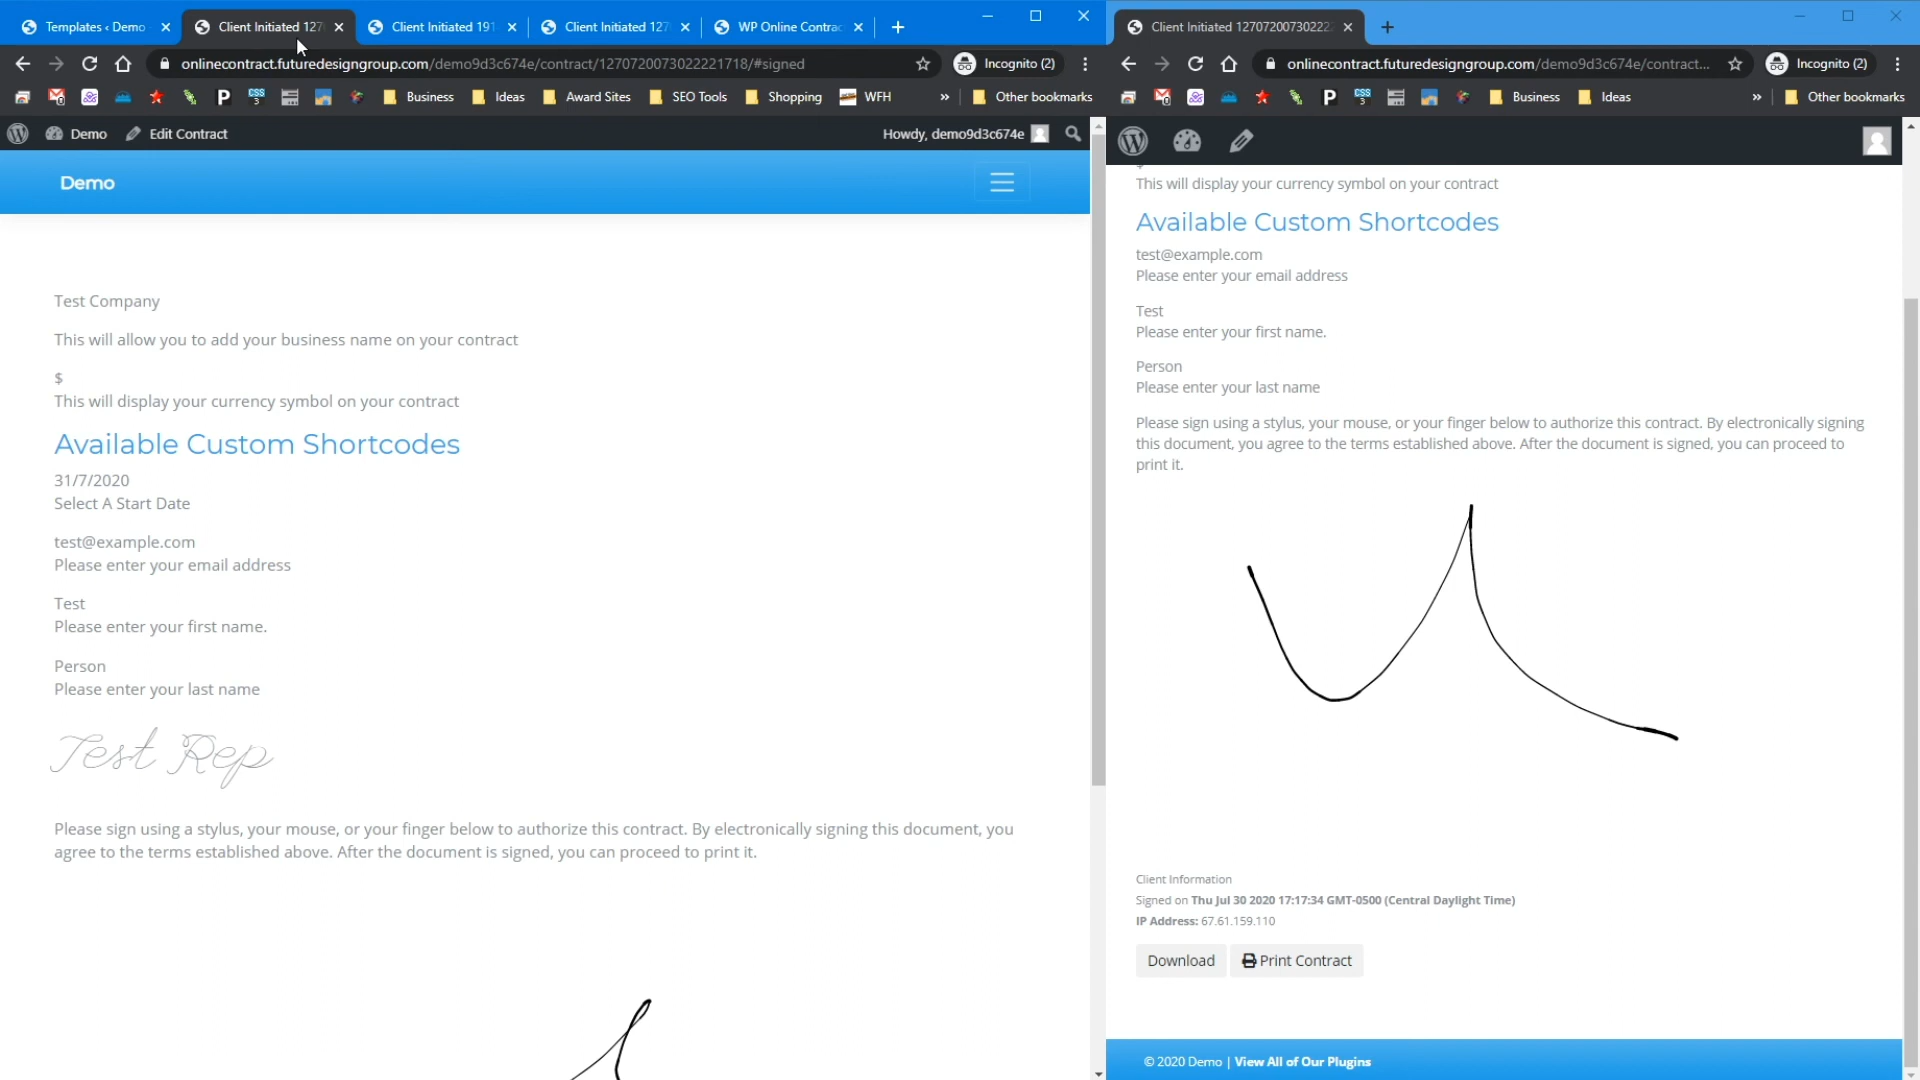 Templates ‹ Demo
Client Initiated 127
Client Initiated 191
Client Initiated 127
WP Online Contrac
onlinecontract.futuredesigngroup.com/demo9d3c674e/contract/1270720073022221718/#signed
Incognito (2)
Business
Ideas
Award Sites
SEO Tools
Shopping
WFH
»
Other bookmarks
Demo
Edit Contract
Howdy, demo9d3c674e
Demo
Test Company
This will allow you to add your business name on your contract
$
This will display your currency symbol on your contract
Available Custom Shortcodes
31/7/2020
Select A Start Date
test@example.com
Please enter your email address
Test
Please enter your first name.
Person
Please enter your last name
Test Rep
Please sign using a stylus, your mouse, or your finger below to authorize this contract. By electronically signing this document, you
agree to the terms established above. After the document is signed, you can proceed to print it.
Client Initiated 12707200730222
onlinecontract.futuredesigngroup.com/demo9d3c674e/contract...
Incognito (2)
Business
Ideas
»
Other bookmarks
This will display your currency symbol on your contract
Available Custom Shortcodes
test@example.com
Please enter your email address
Test
Please enter your first name.
Person
Please enter your last name
Please sign using a stylus, your mouse, or your finger below to authorize this contract. By electronically signing
this document, you agree to the terms established above. After the document is signed, you can proceed to
print it.
Client Information
Signed on Thu Jul 30 2020 17:17:34 GMT-0500 (Central Daylight Time)
IP Address: 67.61.159.110
Download
Print Contract
© 2020 Demo | View All of Our Plugins